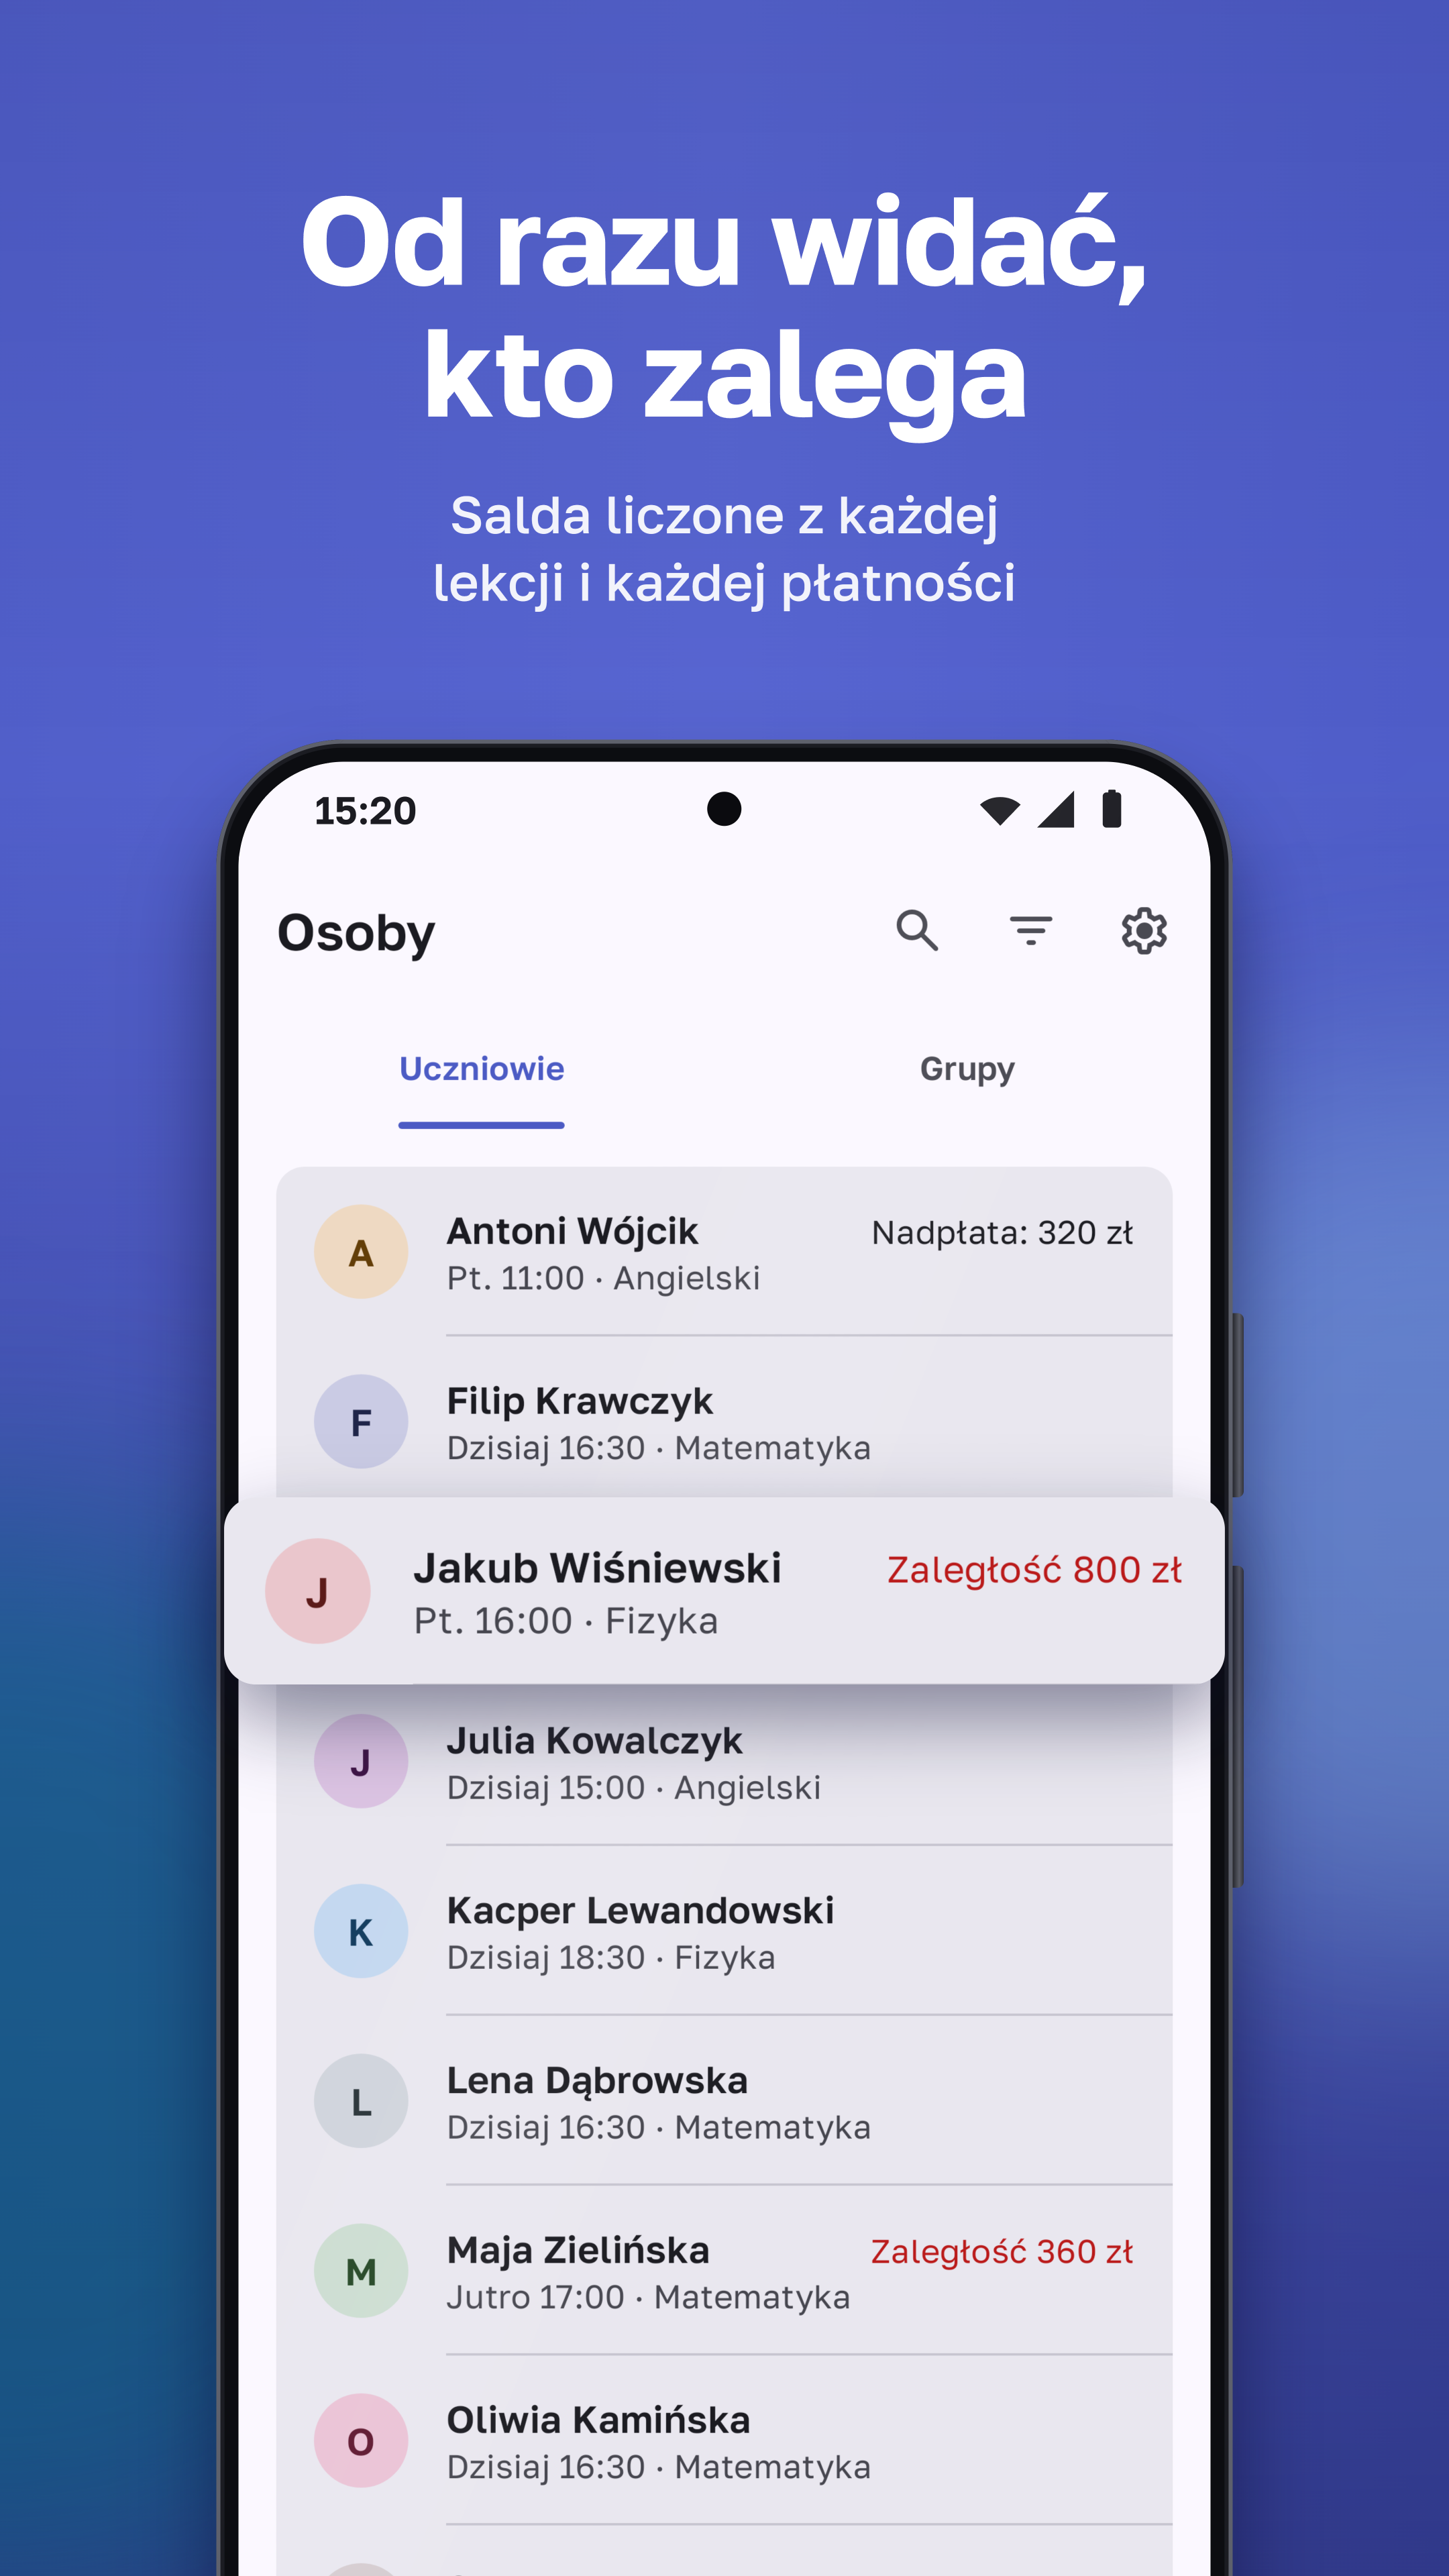 Od razu widać,
kto zalega
Salda liczone z każdej
lekcji i każdej płatności
15:20
Osoby
Uczniowie
Grupy
A
Antoni Wójcik
Nadpłata: 320 zł
Pt. 11:00 · Angielski
F
Filip Krawczyk
Dzisiaj 16:30 · Matematyka
J
Jakub Wiśniewski
Zaległość 800 zł
Pt. 16:00 · Fizyka
J
Julia Kowalczyk
Dzisiaj 15:00 · Angielski
K
Kacper Lewandowski
Dzisiaj 18:30 · Fizyka
L
Lena Dąbrowska
Dzisiaj 16:30 · Matematyka
M
Maja Zielińska
Zaległość 360 zł
Jutro 17:00 · Matematyka
O
Oliwia Kamińska
Dzisiaj 16:30 · Matematyka